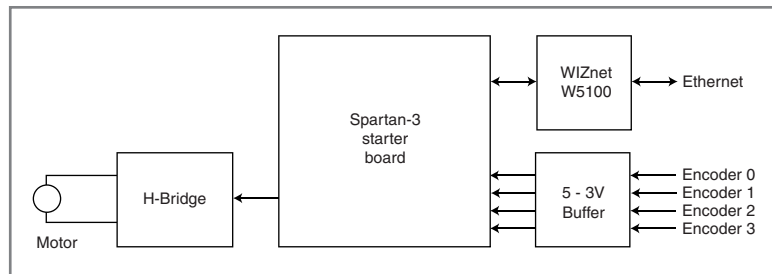 Spartan-3
starter
board
WIZnet
W5100
Ethernet
H-Bridge
Motor
5 - 3V
Buffer
Encoder 0
Encoder 1
Encoder 2
Encoder 3